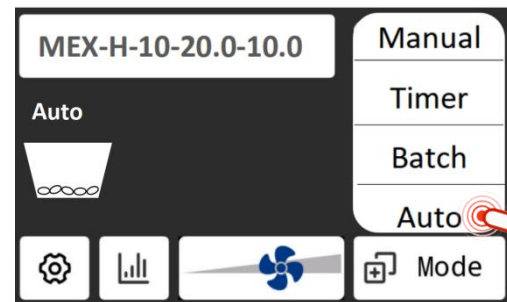 MEX-H-10-20.0-10.0
Auto
Manual
Timer
Batch
Auto
Mode